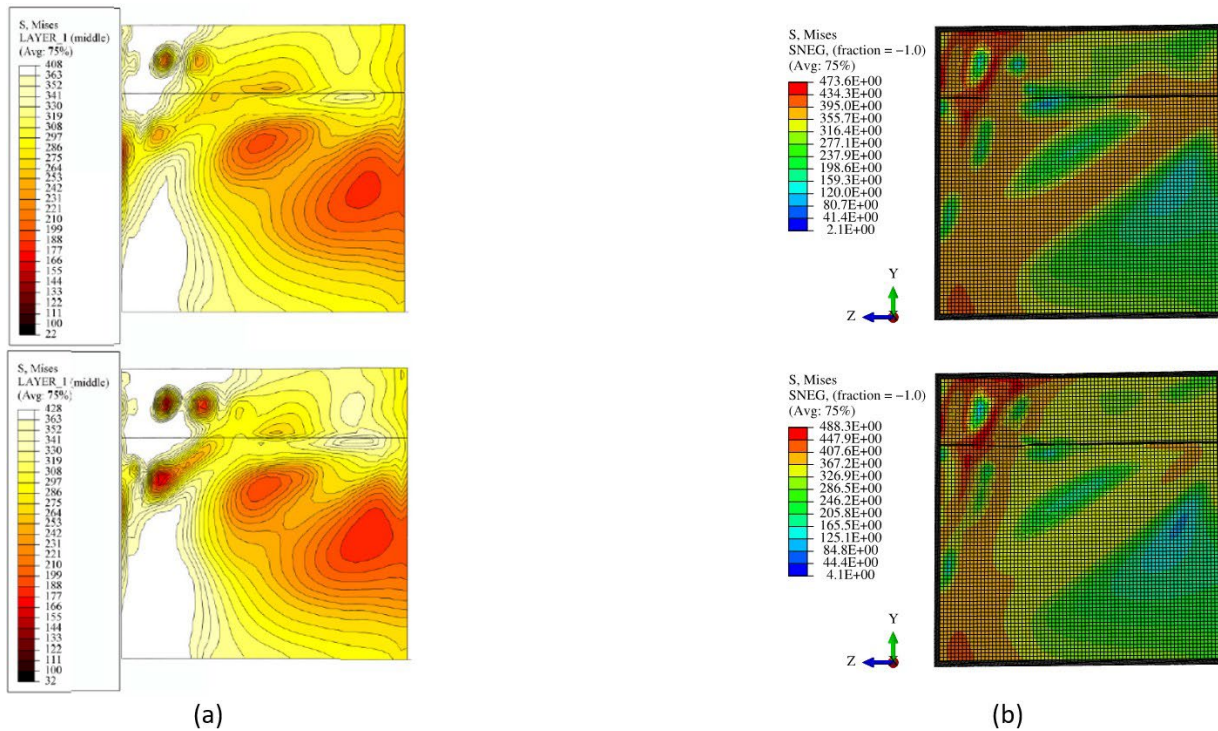 S, Mises
LAYER_1 (middle)
(Avg: 75%)
408
363
352
341
330
319
308
297
286
275
264
253
242
231
221
210
199
188
177
166
155
144
133
122
111
100
22
S, Mises
SNEG, (fraction = −1.0)
(Avg: 75%)
473.6E+00
434.3E+00
395.0E+00
355.7E+00
316.4E+00
277.1E+00
237.9E+00
198.6E+00
159.3E+00
120.0E+00
80.7E+00
41.4E+00
2.1E+00
Y
Z
S, Mises
LAYER_1 (middle)
(Avg: 75%)
428
363
352
341
330
319
308
297
286
275
264
253
242
231
221
210
199
188
177
166
155
144
133
122
111
100
32
S, Mises
SNEG, (fraction = −1.0)
(Avg: 75%)
488.3E+00
447.9E+00
407.6E+00
367.2E+00
326.9E+00
286.5E+00
246.2E+00
205.8E+00
165.5E+00
125.1E+00
84.8E+00
44.4E+00
4.1E+00
Y
Z
(a)
(b)